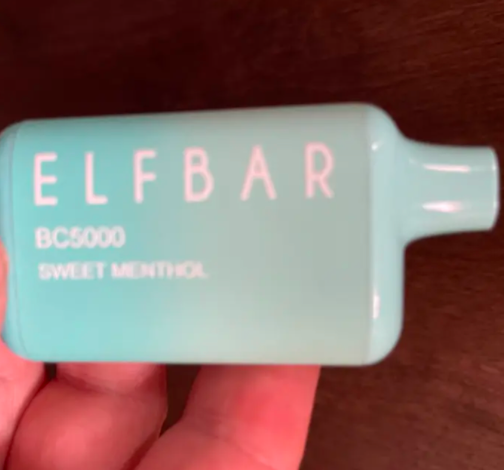 ELFBAR
BC5000
SWEET MENTHOL